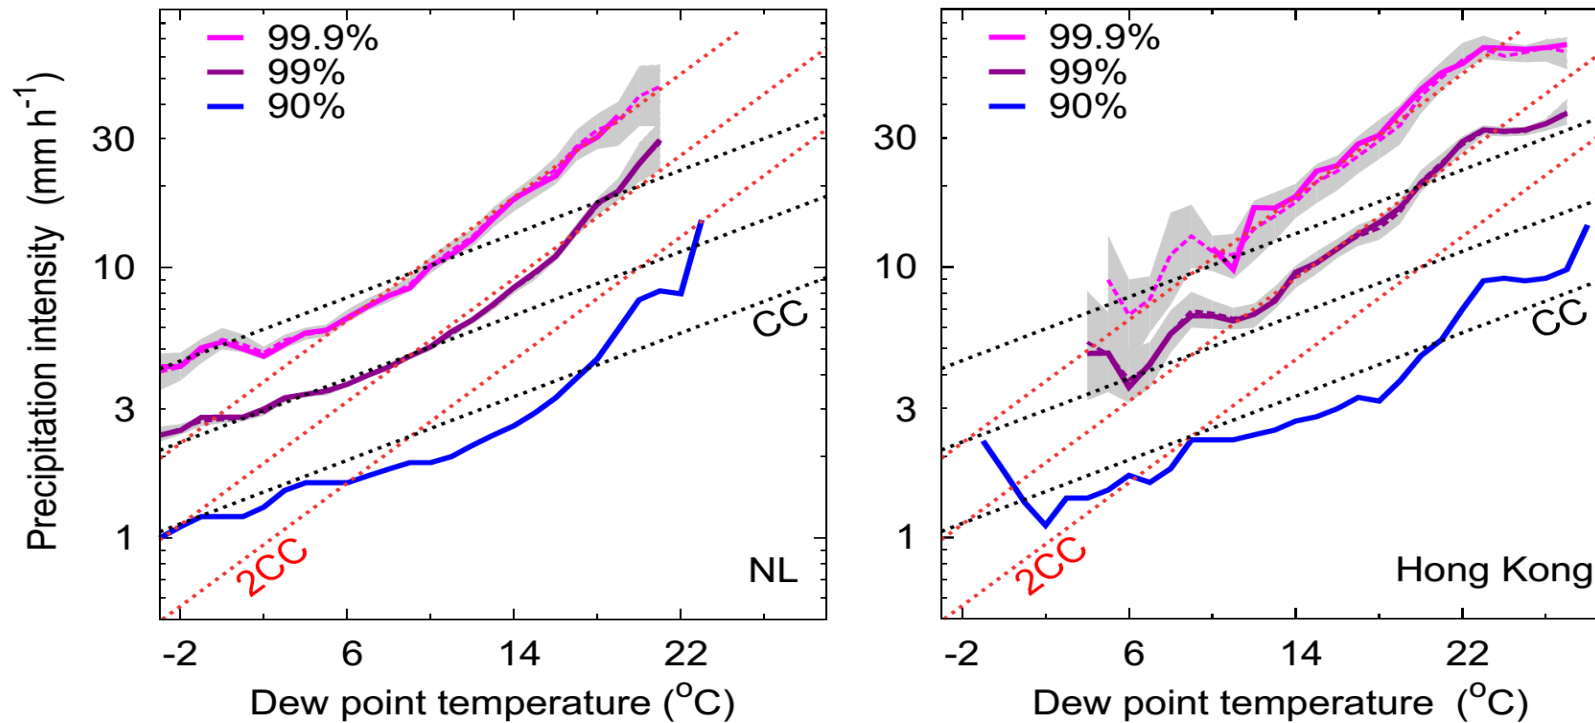 Precipitation intensity (mm h-1)
99.9%
99%
90%
30
10
3
1
CC
2CC
NL
-2 6 14 22
Dew point temperature (oC)
99.9%
99%
90%
30
10
3
1
CC
2CC
Hong Kong
-2 6 14 22
Dew point temperature (oC)